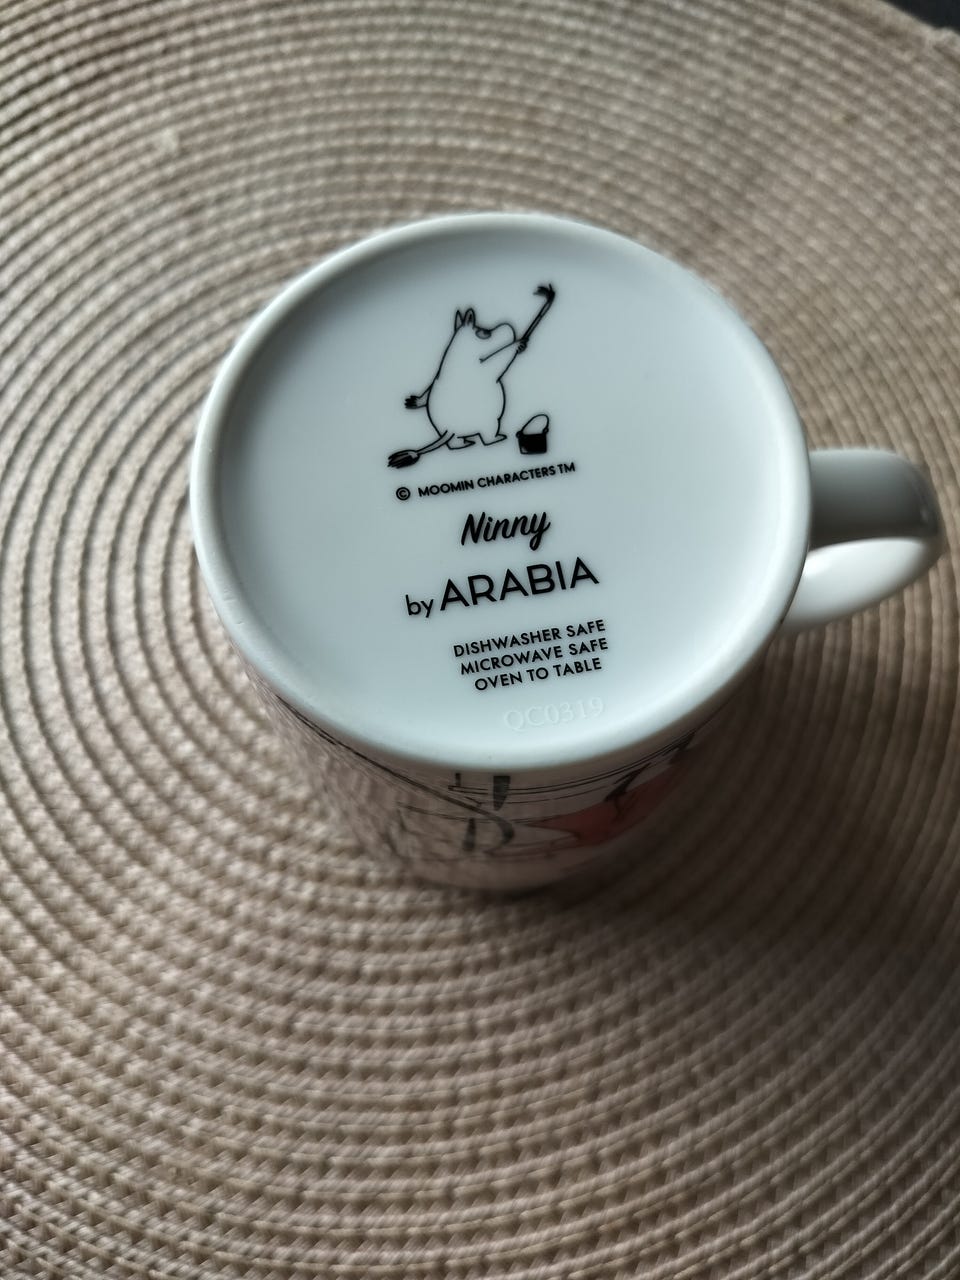 © MOOMIN CHARACTERS TM
Ninny
by ARABIA
DISHWASHER SAFE
MICROWAVE SAFE
OVEN TO TABLE
QC0319